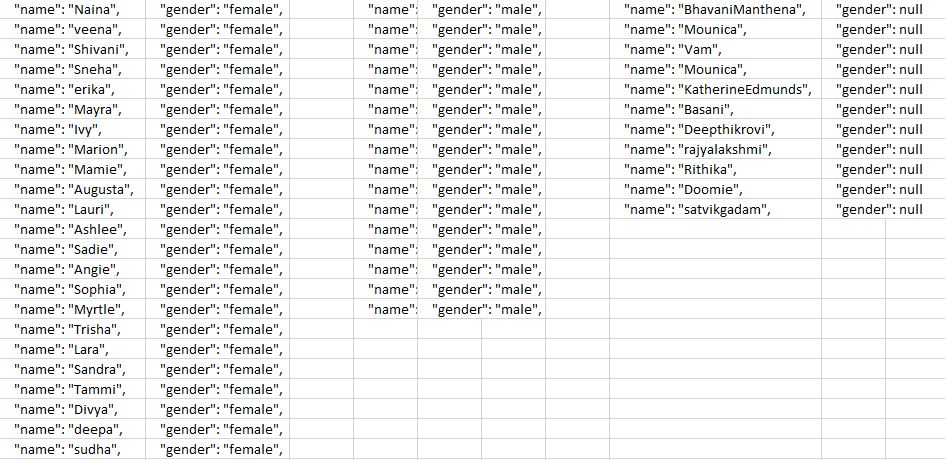 "name": "Naina", "gender": "female", "name": "gender": "male", "name": "BhavaniManthena", "gender": null
"name": "veena", "gender": "female", "name": "gender": "male", "name": "Mounica", "gender": null
"name": "Shivani", "gender": "female", "name": "gender": "male", "name": "Vam", "gender": null
"name": "Sneha", "gender": "female", "name": "gender": "male", "name": "Mounica", "gender": null
"name": "erika", "gender": "female", "name": "gender": "male", "name": "KatherineEdmunds", "gender": null
"name": "Mayra", "gender": "female", "name": "gender": "male", "name": "Basani", "gender": null
"name": "Ivy", "gender": "female", "name": "gender": "male", "name": "Deepthikrovi", "gender": null
"name": "Marion", "gender": "female", "name": "gender": "male", "name": "rajyalakshmi", "gender": null
"name": "Mamie", "gender": "female", "name": "gender": "male", "name": "Rithika", "gender": null
"name": "Augusta", "gender": "female", "name": "gender": "male", "name": "Doomie", "gender": null
"name": "Lauri", "gender": "female", "name": "gender": "male", "name": "satvikgadam", "gender": null
"name": "Ashlee", "gender": "female", "name": "gender": "male",
"name": "Sadie", "gender": "female", "name": "gender": "male",
"name": "Angie", "gender": "female", "name": "gender": "male",
"name": "Sophia", "gender": "female", "name": "gender": "male",
"name": "Myrtle", "gender": "female", "name": "gender": "male",
"name": "Trisha", "gender": "female",
"name": "Lara", "gender": "female",
"name": "Sandra", "gender": "female",
"name": "Tammi", "gender": "female",
"name": "Divya", "gender": "female",
"name": "deepa", "gender": "female",
"name": "sudha", "gender": "female",